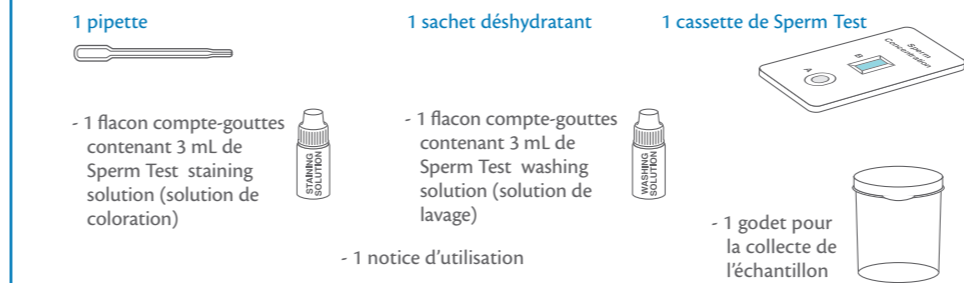 1 pipette
1 sachet déshydratant
1 cassette de Sperm Test
A
B
Sperm
Concentration
- 1 flacon compte-gouttes
contenant 3 mL de
Sperm Test staining
solution (solution de
coloration)
STAINING
SOLUTION
- 1 flacon compte-gouttes
contenant 3 mL de
Sperm Test washing
solution (solution de
lavage)
WASHING
SOLUTION
- 1 godet pour
la collecte de
l'échantillon
- 1 notice d'utilisation